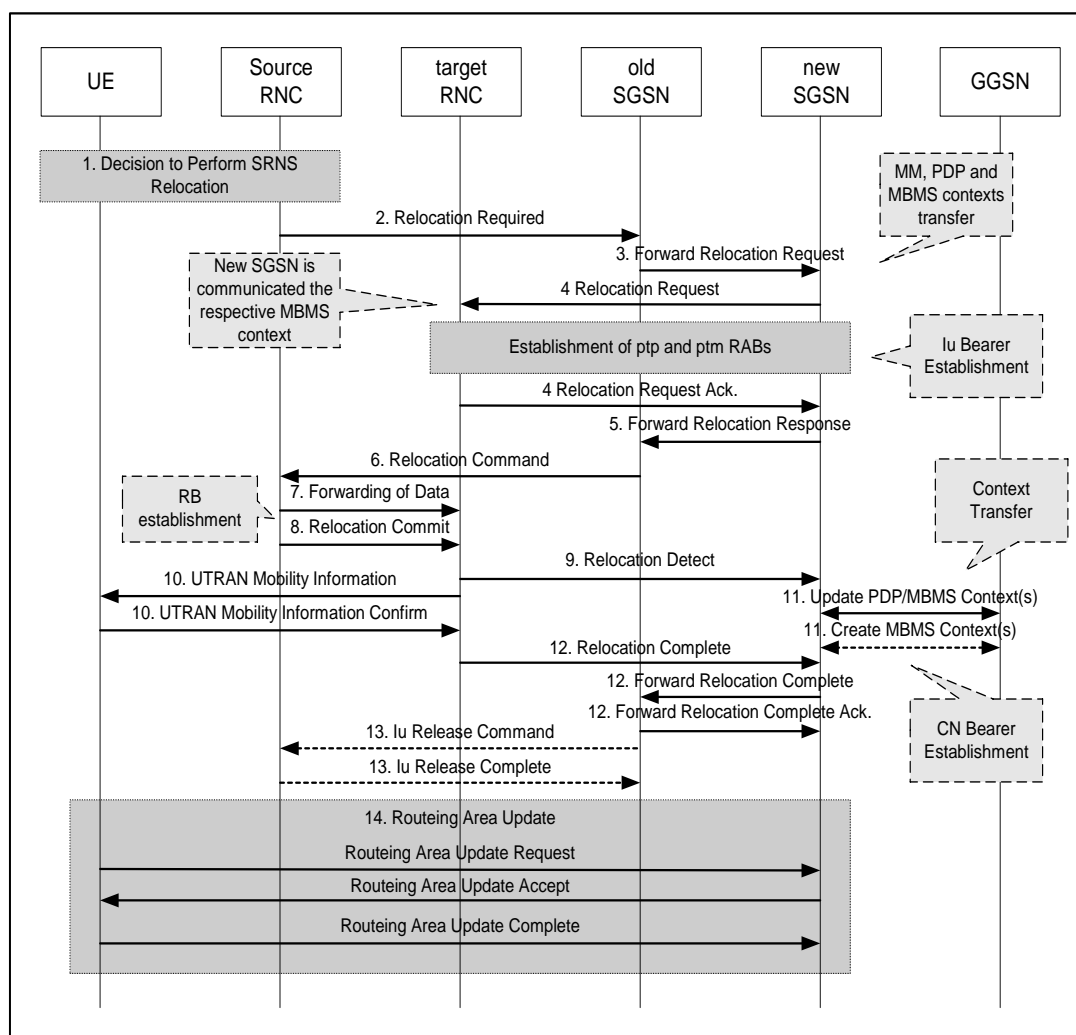 UE
Source
RNC
target
RNC
old
SGSN
new
SGSN
GGSN
1. Decision to Perform SRNS
Relocation
MM, PDP and
MBMS contexts
transfer
2. Relocation Required
3. Forward Relocation Request
New SGSN is
communicated the
respective MBMS
context
4 Relocation Request
Establishment of ptp and ptm RABs
Iu Bearer
Establishment
4 Relocation Request Ack.
5. Forward Relocation Response
6. Relocation Command
RB
establishment
7. Forwarding of Data
8. Relocation Commit
Context
Transfer
9. Relocation Detect
10. UTRAN Mobility Information
11. Update PDP/MBMS Context(s)
10. UTRAN Mobility Information Confirm
11. Create MBMS Context(s)
12. Relocation Complete
12. Forward Relocation Complete
12. Forward Relocation Complete Ack.
CN Bearer
Establishment
13. Iu Release Command
13. Iu Release Complete
14. Routeing Area Update
Routeing Area Update Request
Routeing Area Update Accept
Routeing Area Update Complete